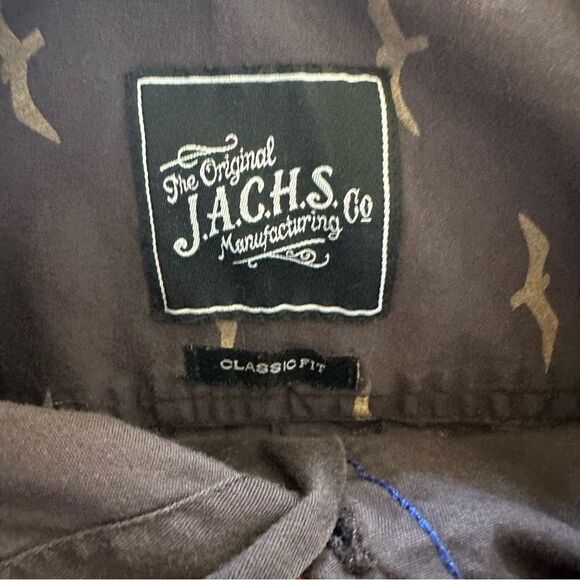 The Original
J.A.C.H.S. Co
Manufacturing
CLASSIC FIT